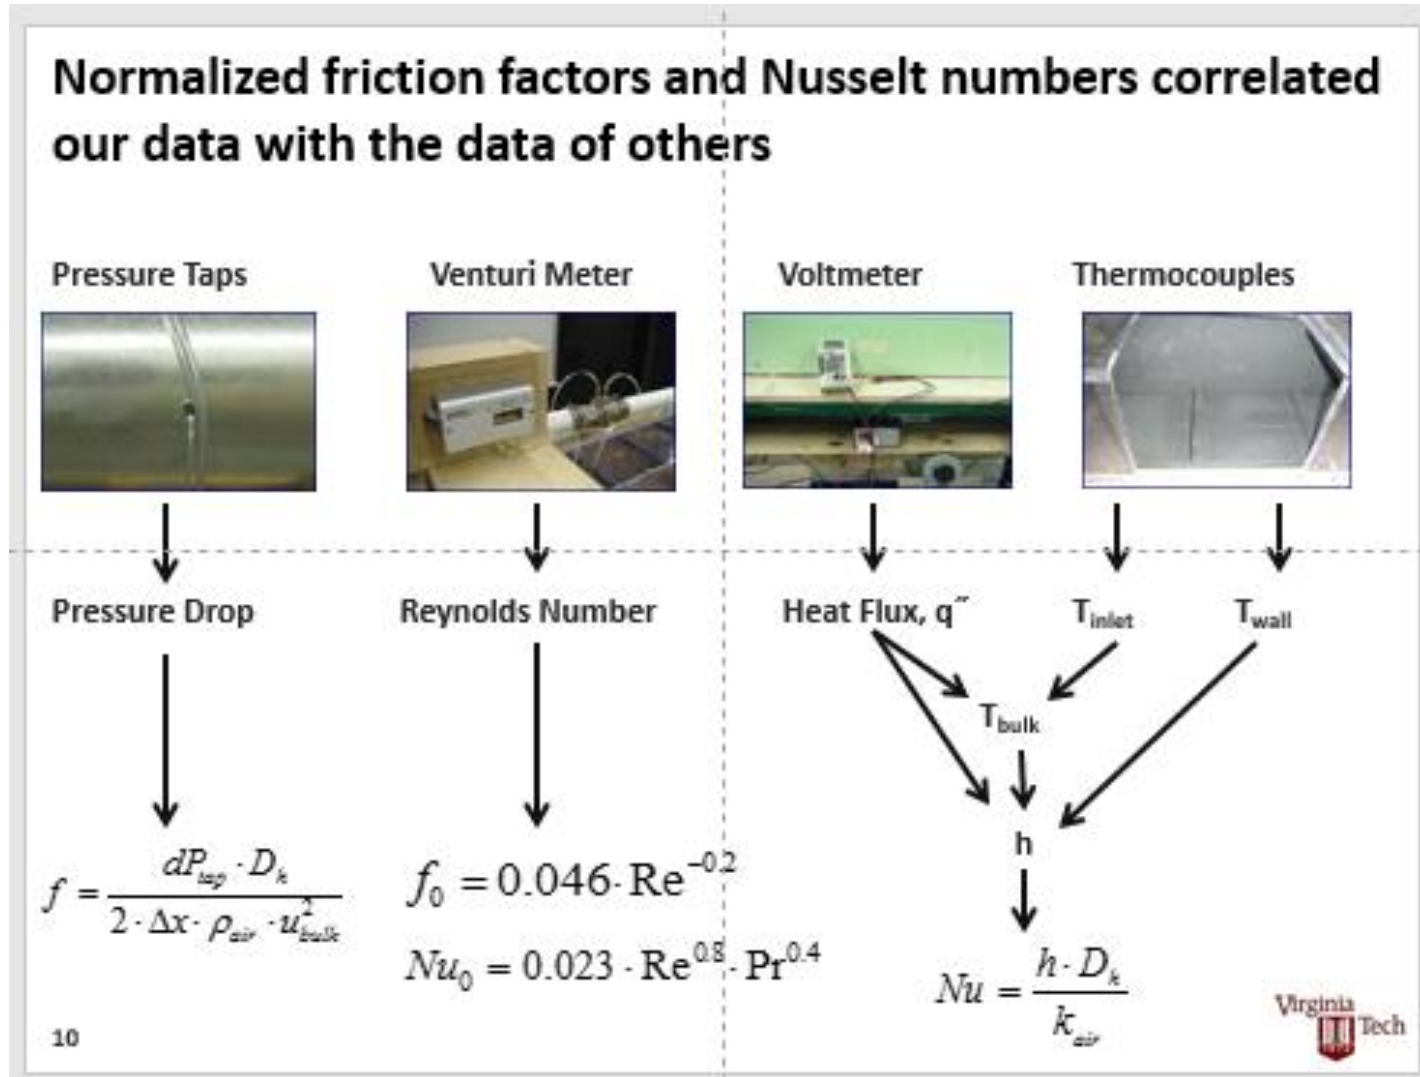 Normalized friction factors and Nusselt numbers correlated
our data with the data of others
Pressure Taps
Venturi Meter
Voltmeter
Thermocouples
Pressure Drop
Reynolds Number
Heat Flux, q˝
T_inlet
T_wall
T_bulk
h
f = dP_tap · D_h / 2 · Δx · ρ_air · u²_bulk
f₀ = 0.046 · Re^−0.2
Nu₀ = 0.023 · Re^0.8 · Pr^0.4
Nu = h · D_h / k_air
10
Virginia
Tech